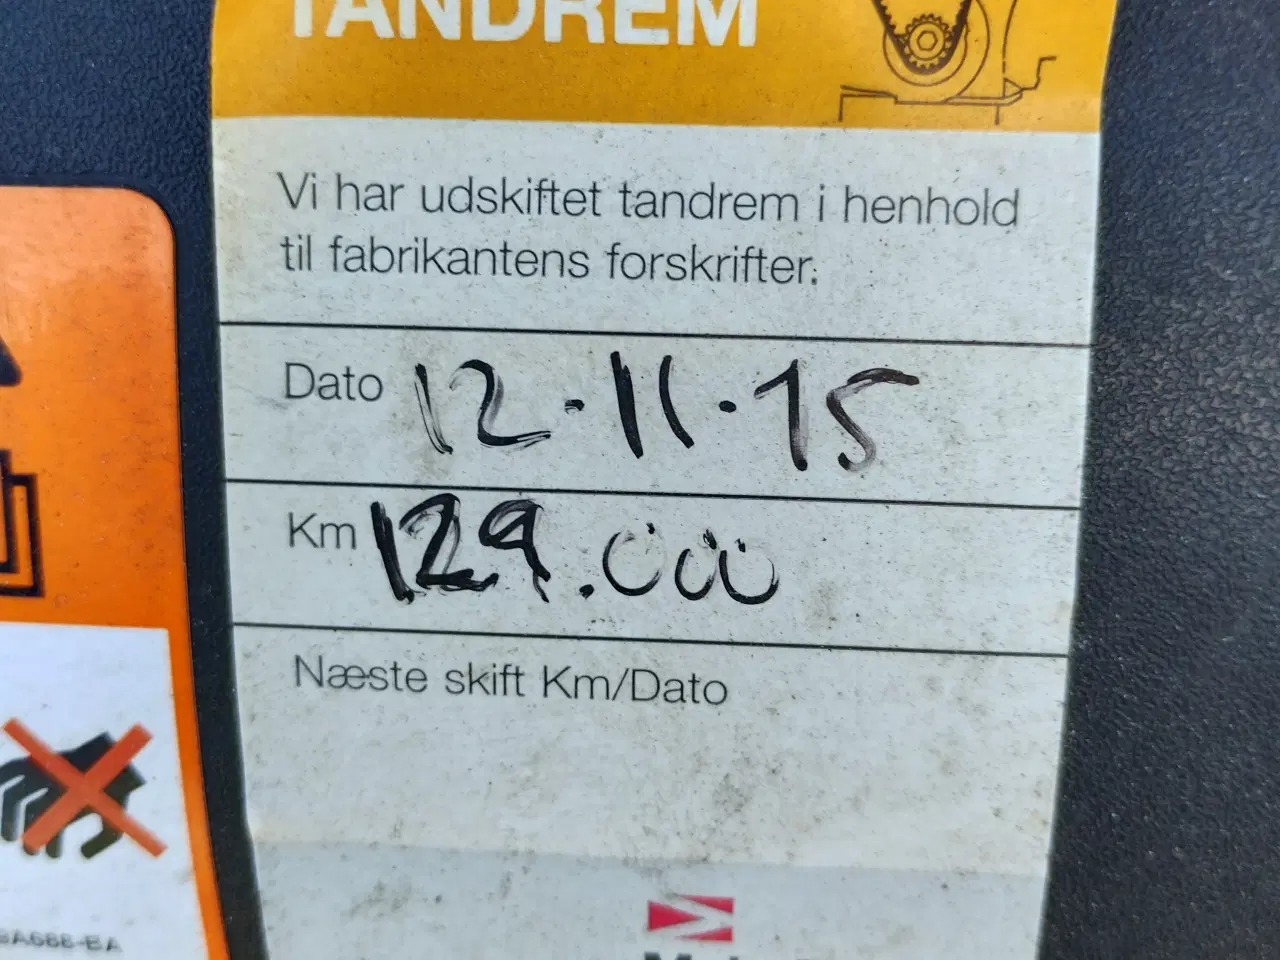 TANDREM
Vi har udskiftet tandrem i henhold
til fabrikantens forskrifter:
Dato 12.11.15
Km 129.000
Næste skift Km/Dato